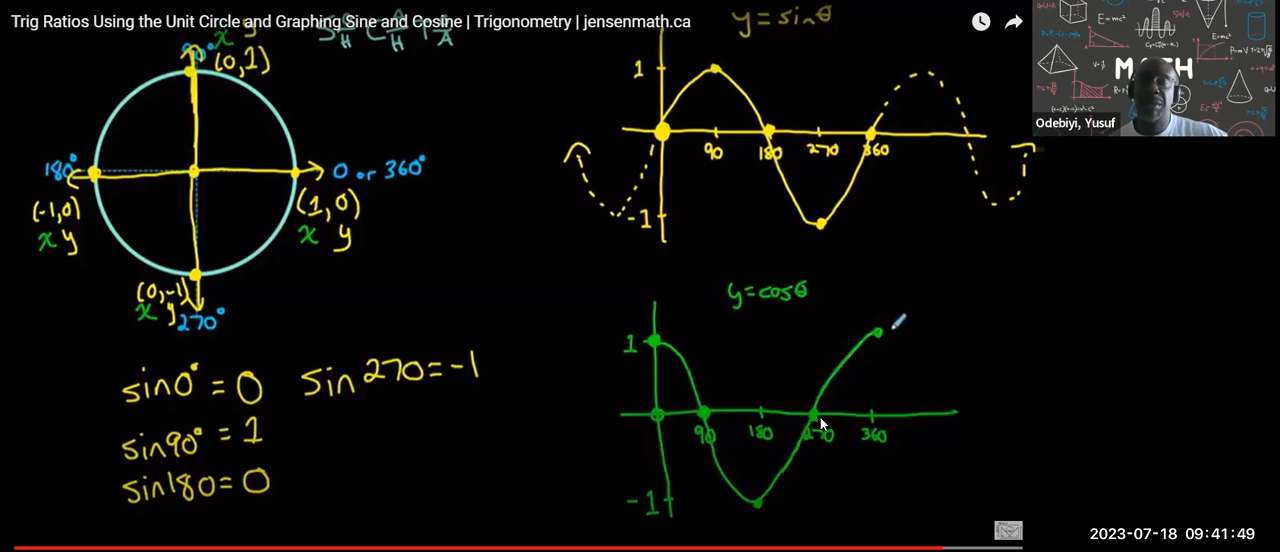 Trig Ratios Using the Unit Circle and Graphing Sine and Cosine | Trigonometry | jensenmath.ca
(0,1)
180°
0 or 360°
(-1,0)
x y
(1,0)
x y
(0,-1)
x y
270°
sin0° = 0
sin 270 = -1
sin90° = 1
sin180 = 0
y = sinθ
1
90
180
270
360
-1
y = cosθ
1
90
180
270
360
-1
MATH
E=mc²
Odebiyi, Yusuf
2023-07-18 09:41:49